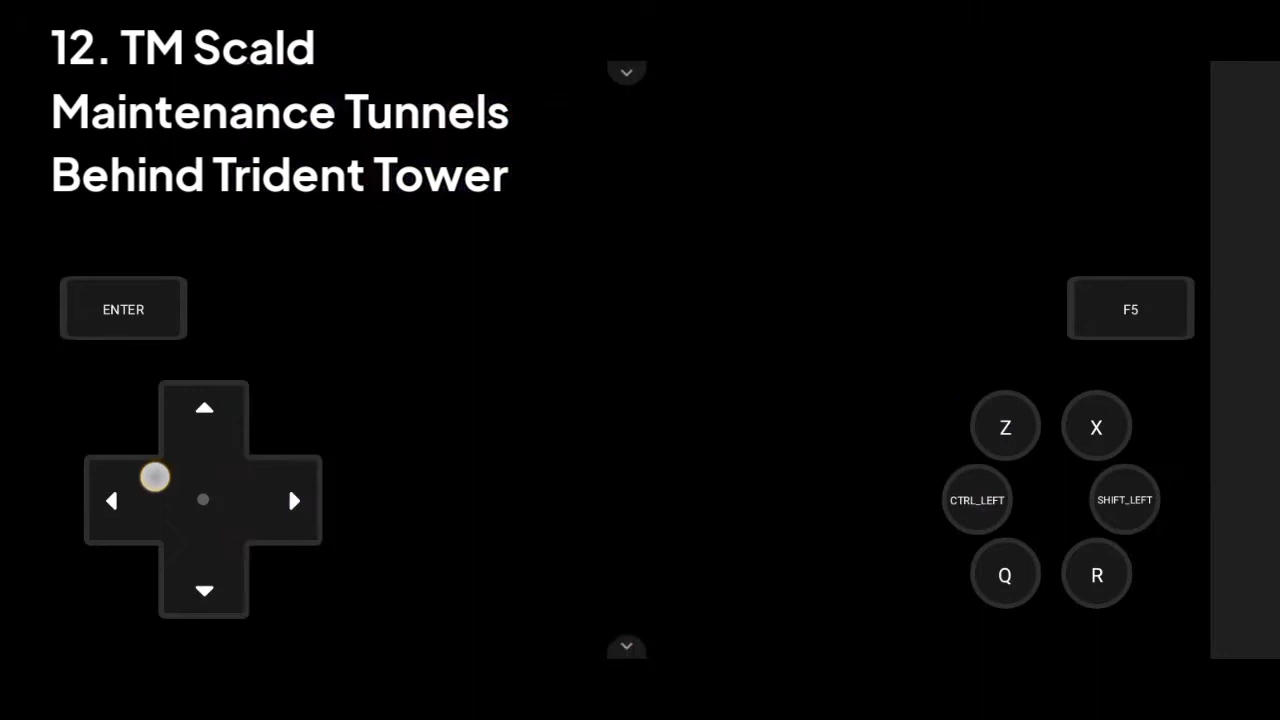 12. TM Scald
Maintenance Tunnels
Behind Trident Tower
ENTER
F5
Z
X
CTRL_LEFT
SHIFT_LEFT
Q
R